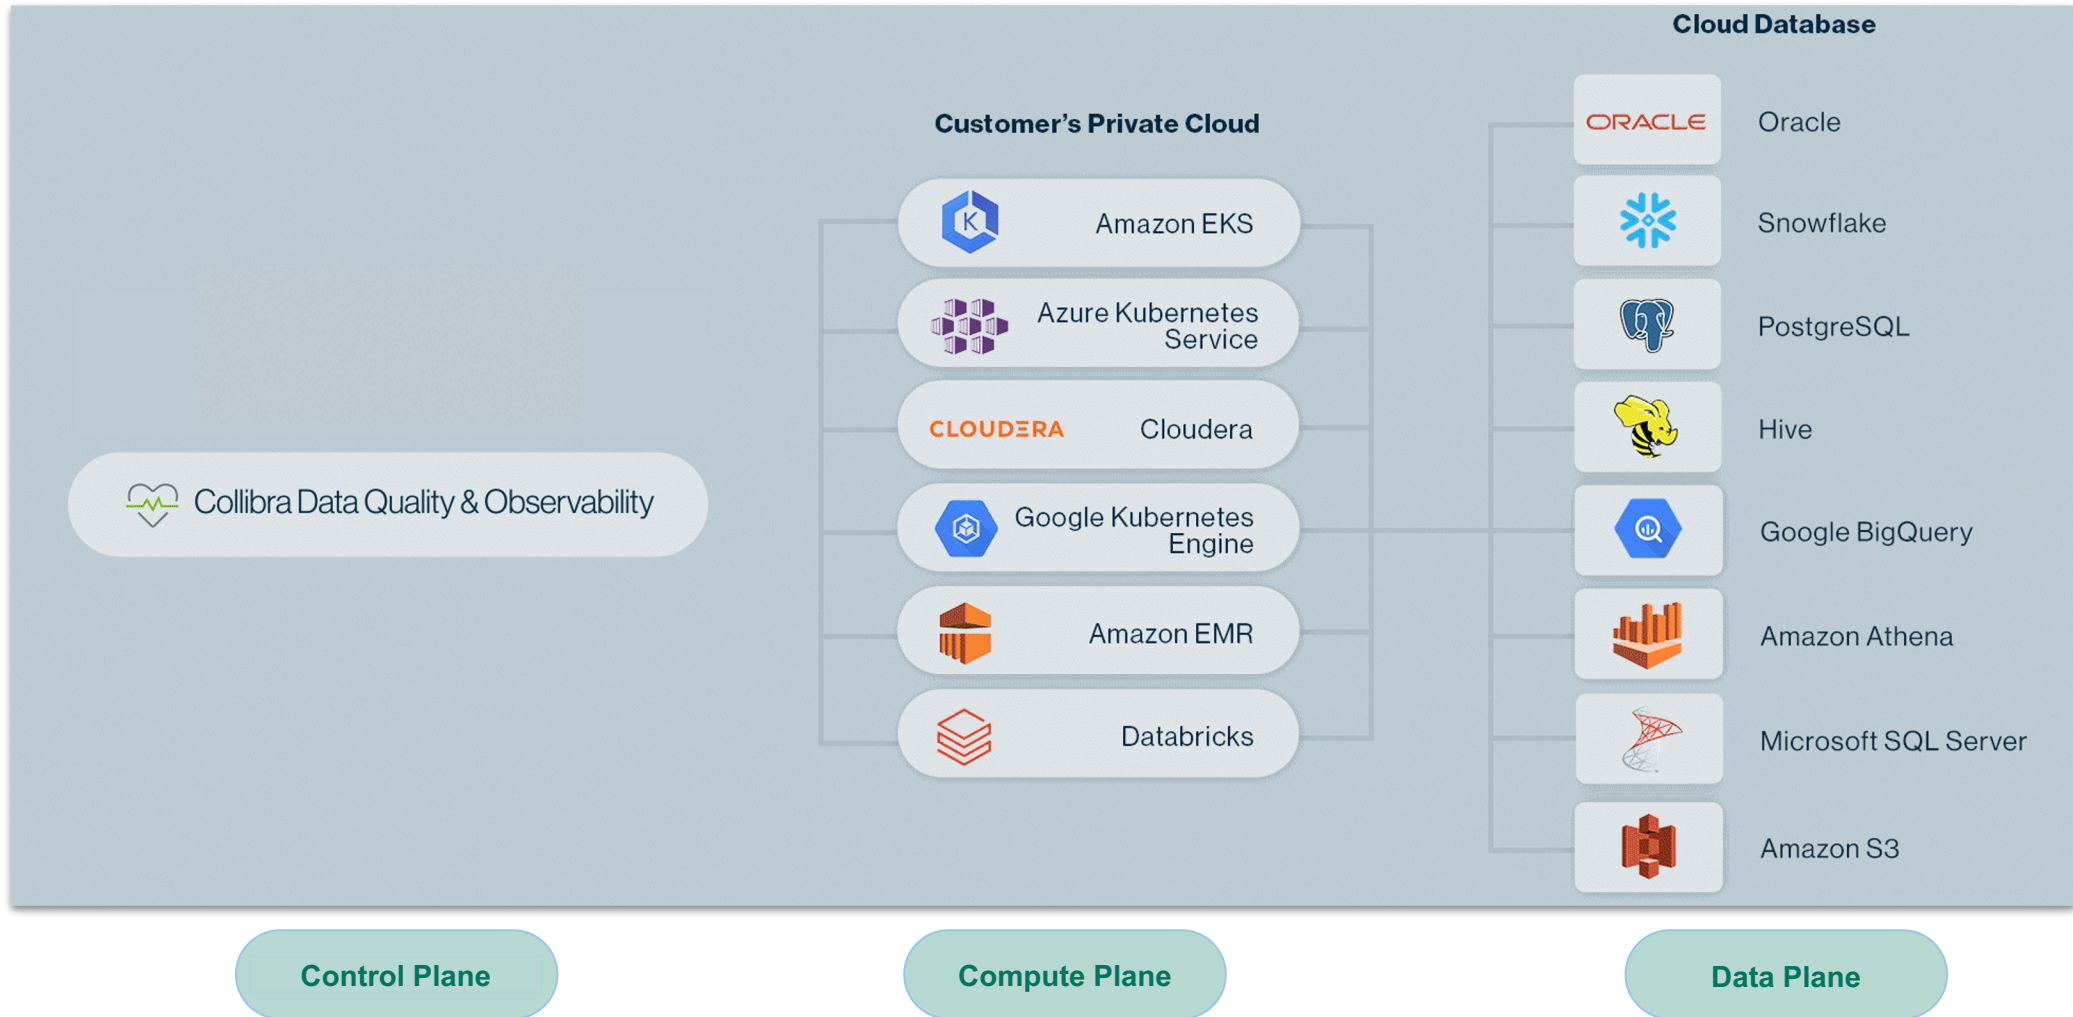 Cloud Database
Customer’s Private Cloud
Collibra Data Quality & Observability
K
Amazon EKS
Azure Kubernetes
Service
CLOUDERA
Cloudera
Google Kubernetes
Engine
Amazon EMR
Databricks
ORACLE
Oracle
Snowflake
PostgreSQL
Hive
Google BigQuery
Amazon Athena
Microsoft SQL Server
Amazon S3
Control Plane
Compute Plane
Data Plane